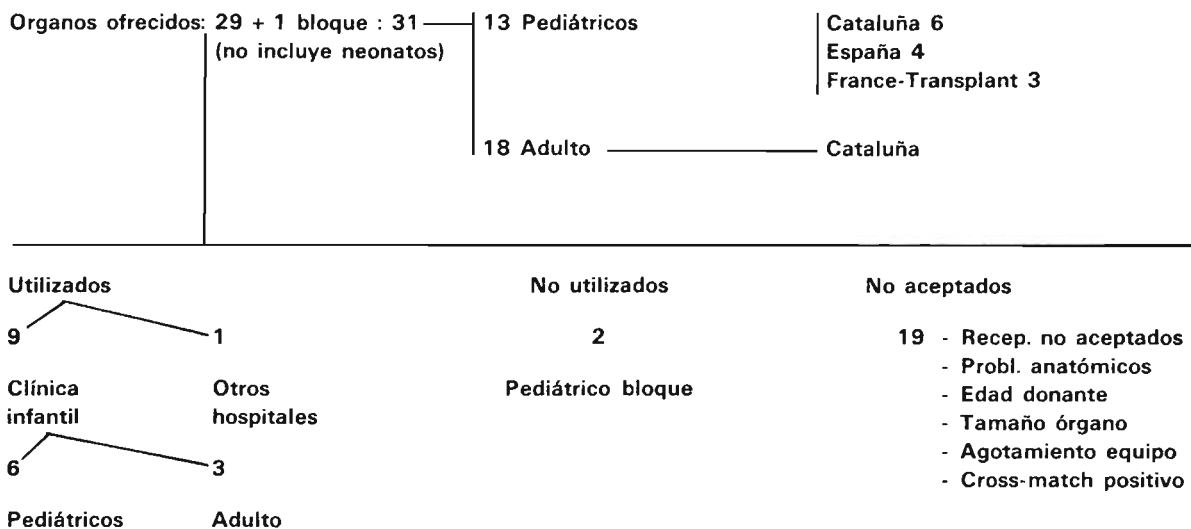 Organos ofrecidos: 29 + 1 bloque : 31
(no incluye neonatos)
13 Pediátricos
Cataluña 6
España 4
France-Transplant 3
18 Adulto
Cataluña
Utilizados
No utilizados
No aceptados
9
1
2
19 - Recep. no aceptados
- Probl. anatómicos
- Edad donante
- Tamaño órgano
- Agotamiento equipo
- Cross-match positivo
Clínica
infantil
Otros
hospitales
Pediátrico bloque
6
3
Pediátricos
Adulto